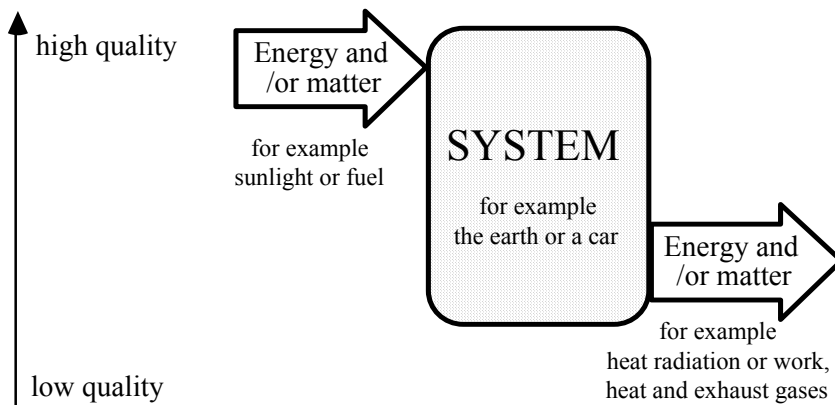 high quality
Energy and
/or matter
for example
sunlight or fuel
SYSTEM
for example
the earth or a car
Energy and
/or matter
for example
heat radiation or work,
heat and exhaust gases
low quality